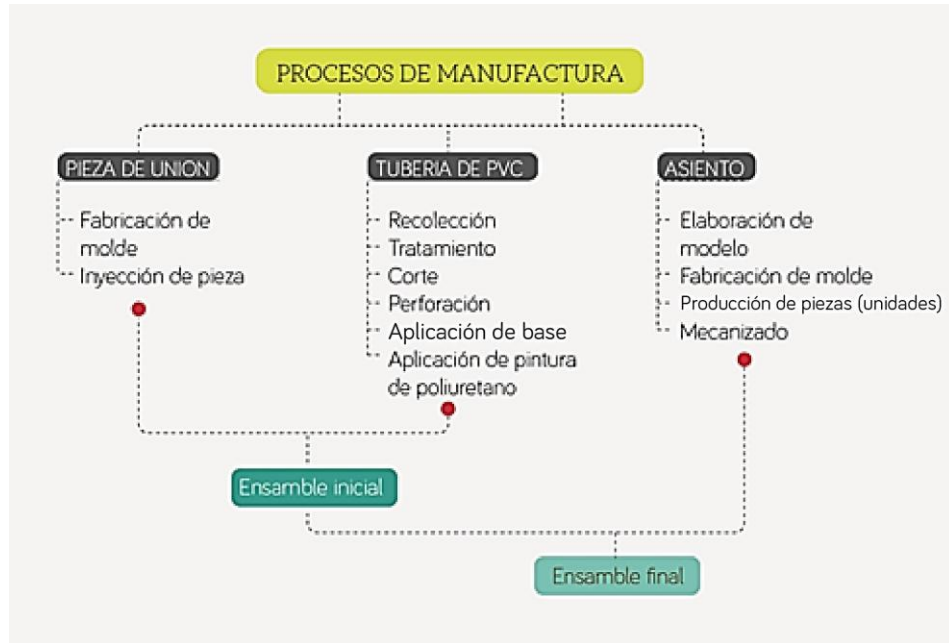 PROCESOS DE MANUFACTURA
PIEZA DE UNION
Fabricación de
molde
Inyección de pieza
TUBERIA DE PVC
Recolección
Tratamiento
Corte
Perforación
Aplicación de base
Aplicación de pintura
de poliuretano
ASIENTO
Elaboración de
modelo
Fabricación de molde
Producción de piezas (unidades)
Mecanizado
Ensamble inicial
Ensamble final